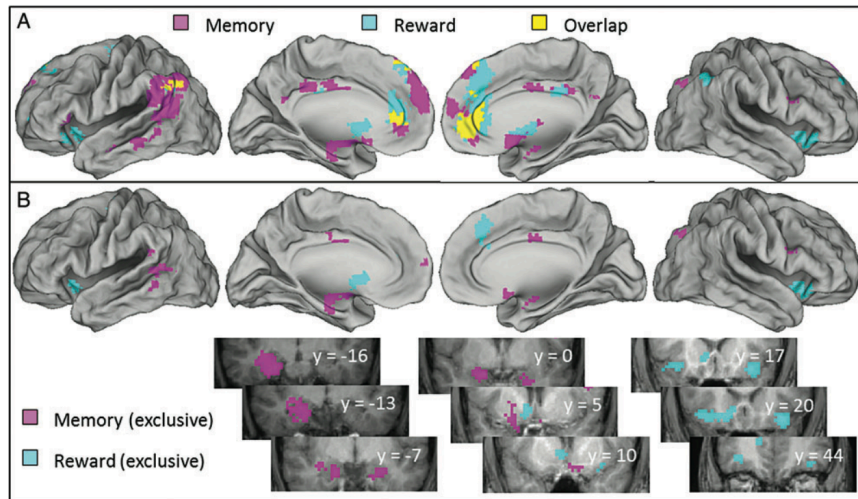 A
Memory
Reward
Overlap
B
y = -16
y = 0
y = 17
y = -13
y = 5
y = 20
y = -7
y = 10
y = 44
Memory (exclusive)
Reward (exclusive)